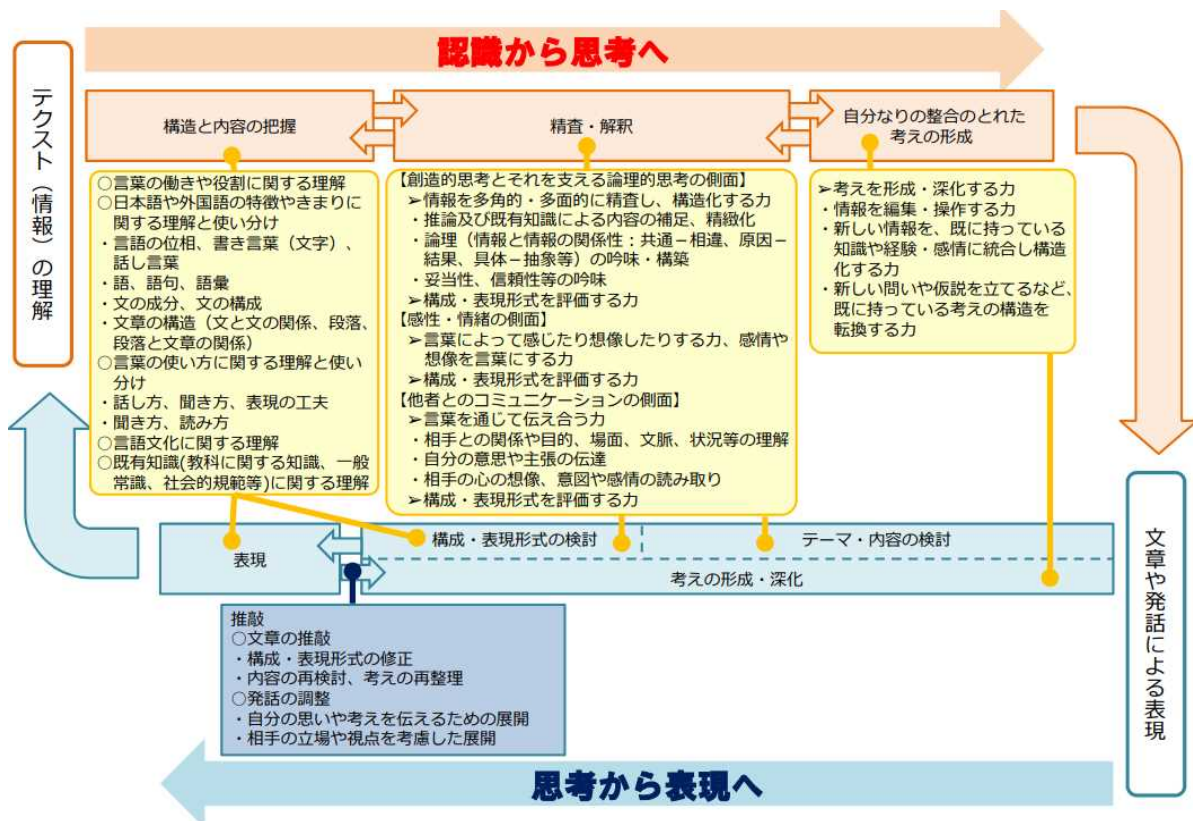 認識から思考へ
テクスト（情報）の理解
構造と内容の把握
精査・解釈
自分なりの整合のとれた
考えの形成
○言葉の働きや役割に関する理解
○日本語や外国語の特徴やきまりに
関する理解と使い分け
・言語の位相、書き言葉（文字）、
話し言葉
・語、語句、語彙
・文の成分、文の構成
・文章の構造（文と文の関係、段落、
段落と文章の関係）
○言葉の使い方に関する理解と使い
分け
・話し方、聞き方、表現の工夫
・聞き方、読み方
○言語文化に関する理解
○既有知識(教科に関する知識、一般
常識、社会的規範等)に関する理解
【創造的思考とそれを支える論理的思考の側面】
➢情報を多角的・多面的に精査し、構造化する力
・推論及び既有知識による内容の補足、精緻化
・論理（情報と情報の関係性：共通－相違、原因－
結果、具体－抽象等）の吟味・構築
・妥当性、信頼性等の吟味
➢構成・表現形式を評価する力
【感性・情緒の側面】
➢言葉によって感じたり想像したりする力、感情や
想像を言葉にする力
➢構成・表現形式を評価する力
【他者とのコミュニケーションの側面】
➢言葉を通じて伝え合う力
・相手との関係や目的、場面、文脈、状況等の理解
・自分の意思や主張の伝達
・相手の心の想像、意図や感情の読み取り
➢構成・表現形式を評価する力
➢考えを形成・深化する力
・情報を編集・操作する力
・新しい情報を、既に持っている
知識や経験・感情に統合し構造
化する力
・新しい問いや仮説を立てるなど、
既に持っている考えの構造を
転換する力
表現
構成・表現形式の検討
テーマ・内容の検討
考えの形成・深化
文章や発話による表現
推敲
○文章の推敲
・構成・表現形式の修正
・内容の再検討、考えの再整理
○発話の調整
・自分の思いや考えを伝えるための展開
・相手の立場や視点を考慮した展開
思考から表現へ